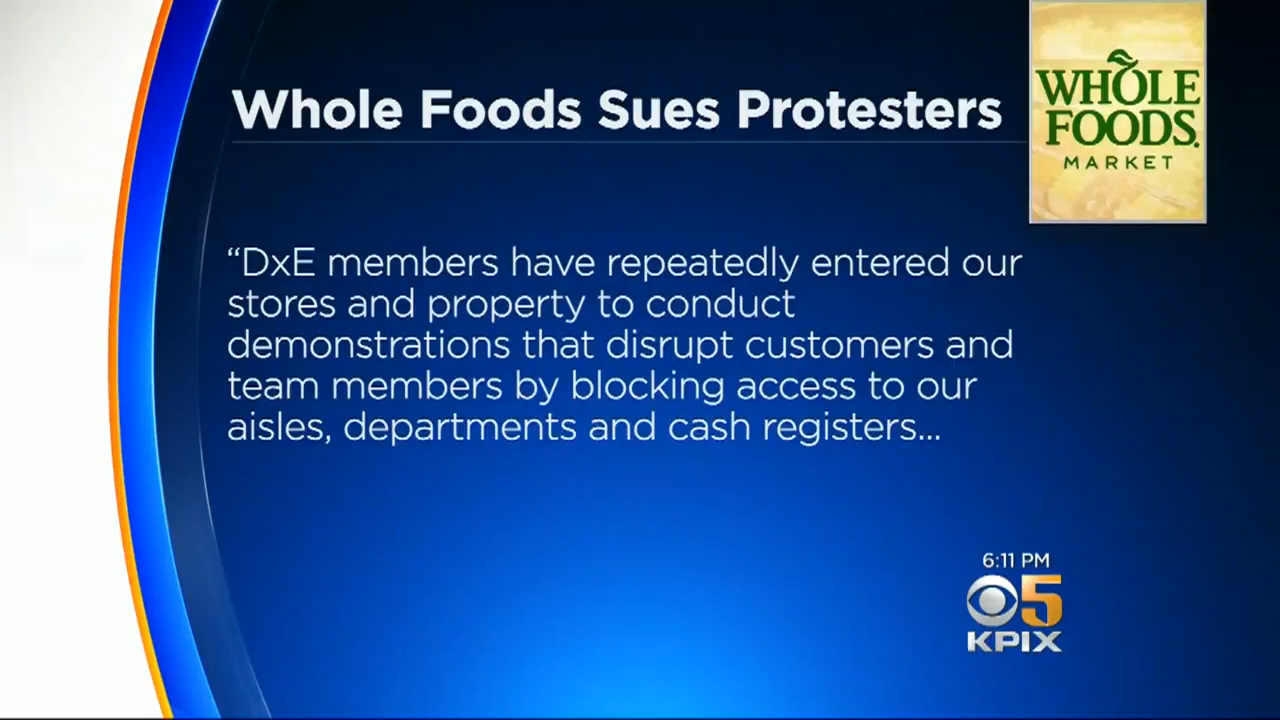 Whole Foods Sues Protesters
WHOLE
FOODS.
MARKET
“DxE members have repeatedly entered our
stores and property to conduct
demonstrations that disrupt customers and
team members by blocking access to our
aisles, departments and cash registers...
6:11 PM
5
KPIX